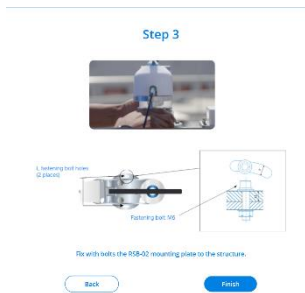 Step 3
L fastening bolt holes
(2 places)
Fastening bolt M6
Fix with bolts the RSB-02 mounting plate to the structure.
Back
Finish